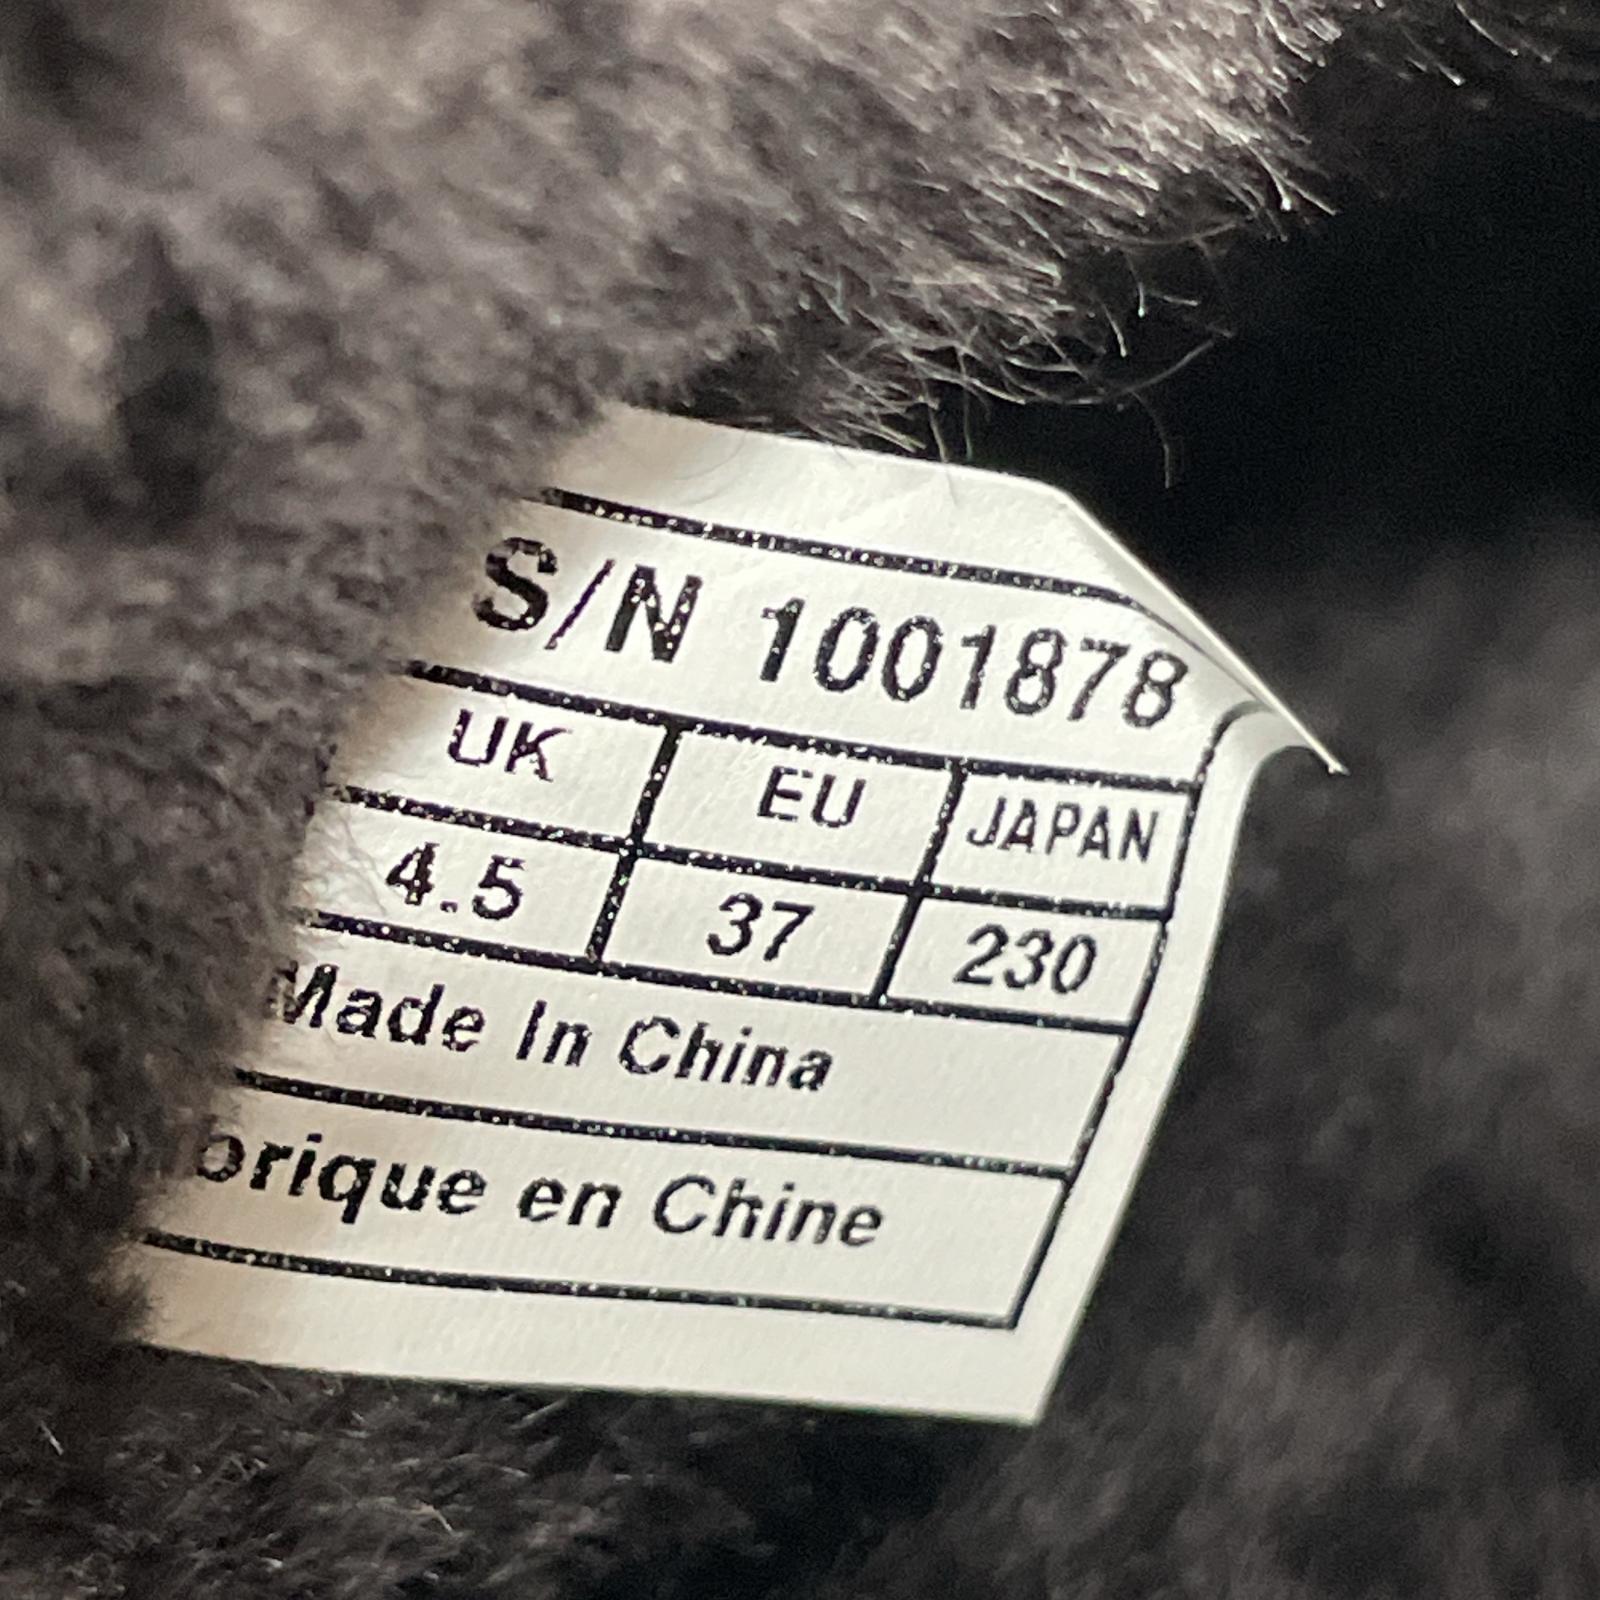 S/N 1001878
UK EU JAPAN
4.5 37 230
Made In China
brique en Chine